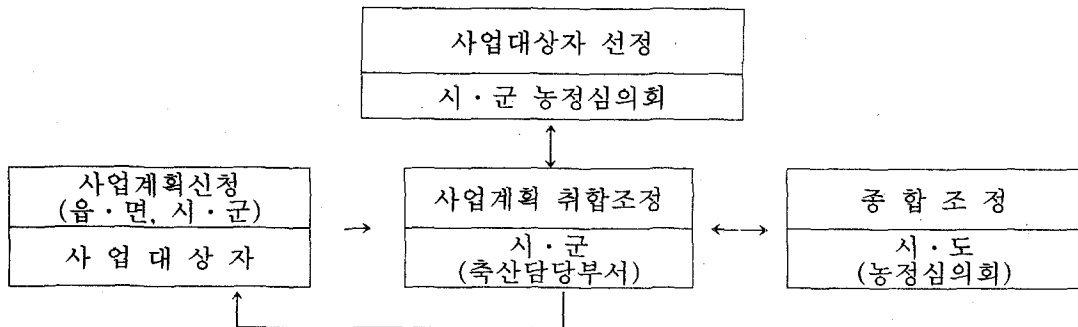 사업대상자 선정
시·군 농정심의회
사업계획신청
(읍·면, 시·군)
사 업 대 상 자
사업계획 취합조정
시·군
(축산담당부서)
종 합 조 정
시·도
(농정심의회)